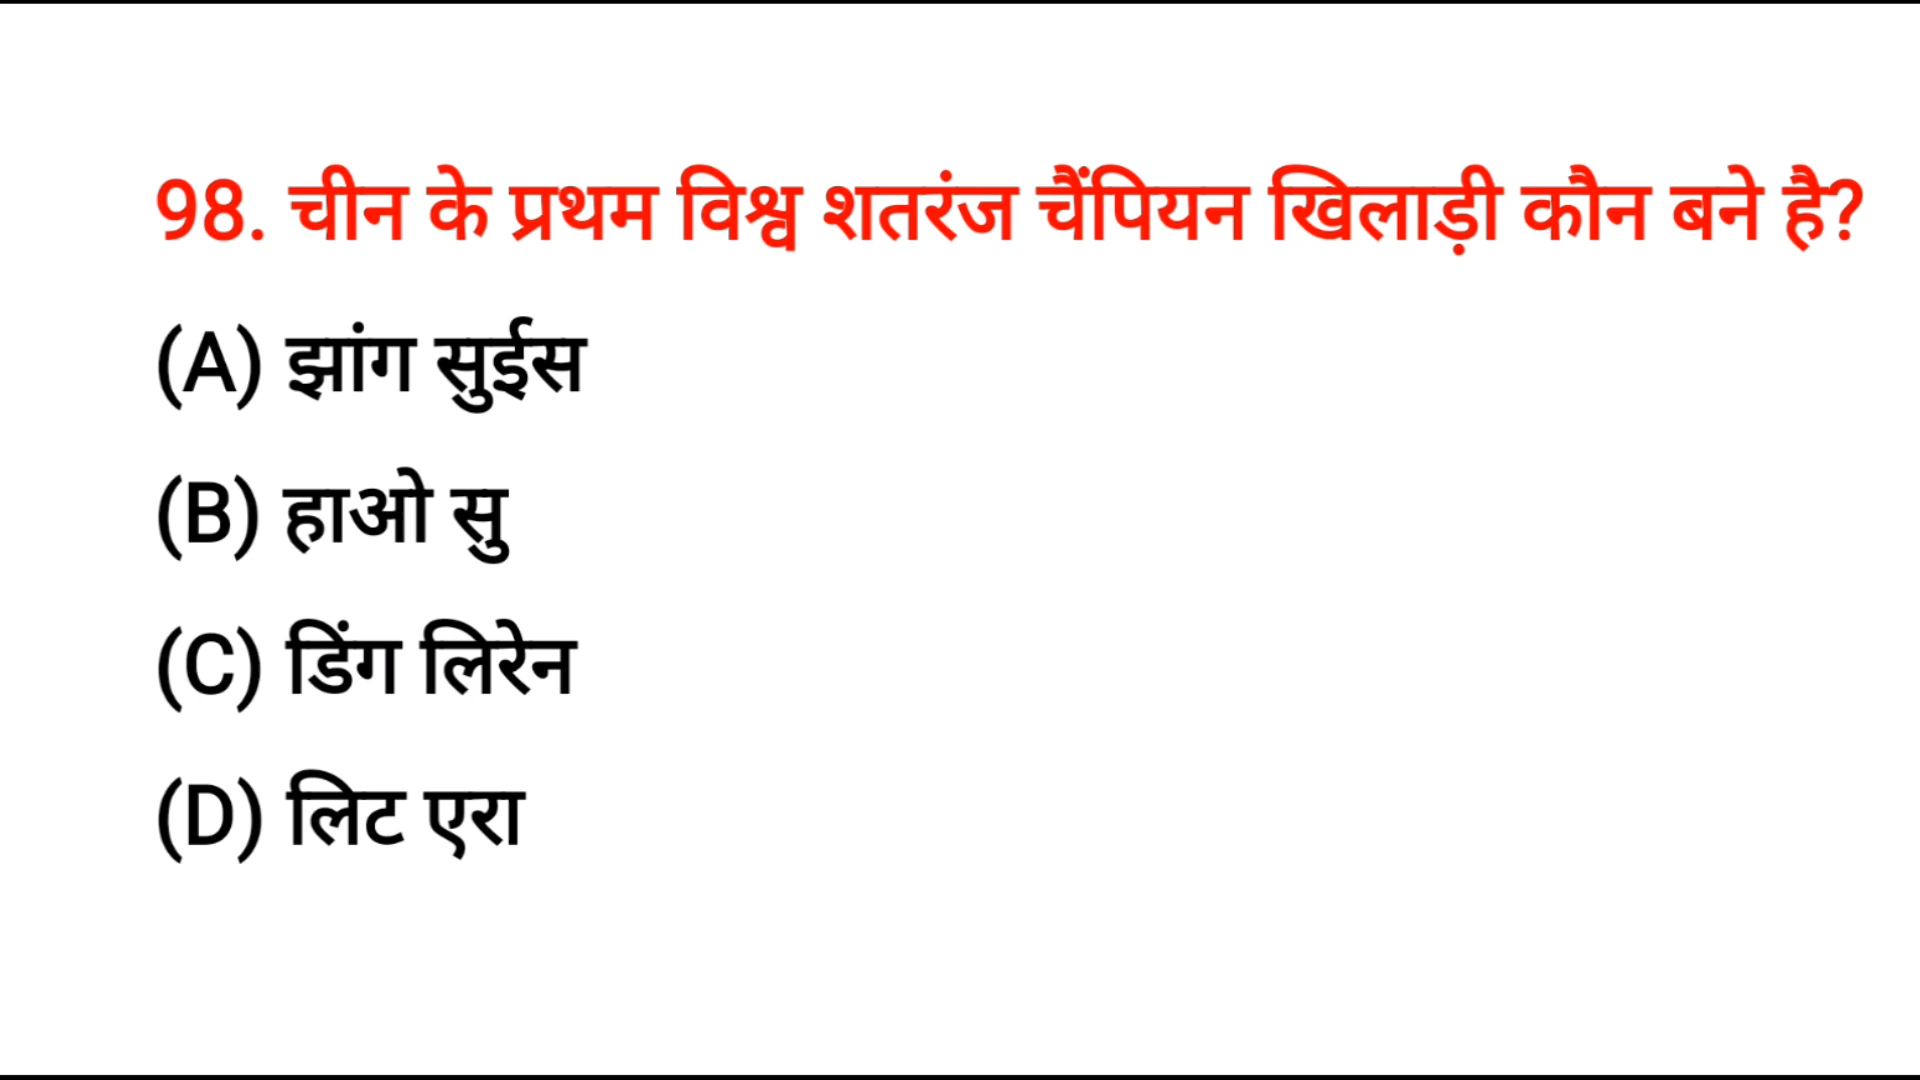 98. चीन के प्रथम विश्व शतरंज चैंपियन खिलाड़ी कौन बने है?
(A) झांग सुईस
(B) हाओ सु
(C) डिंग लिरेन
(D) लिट एरा